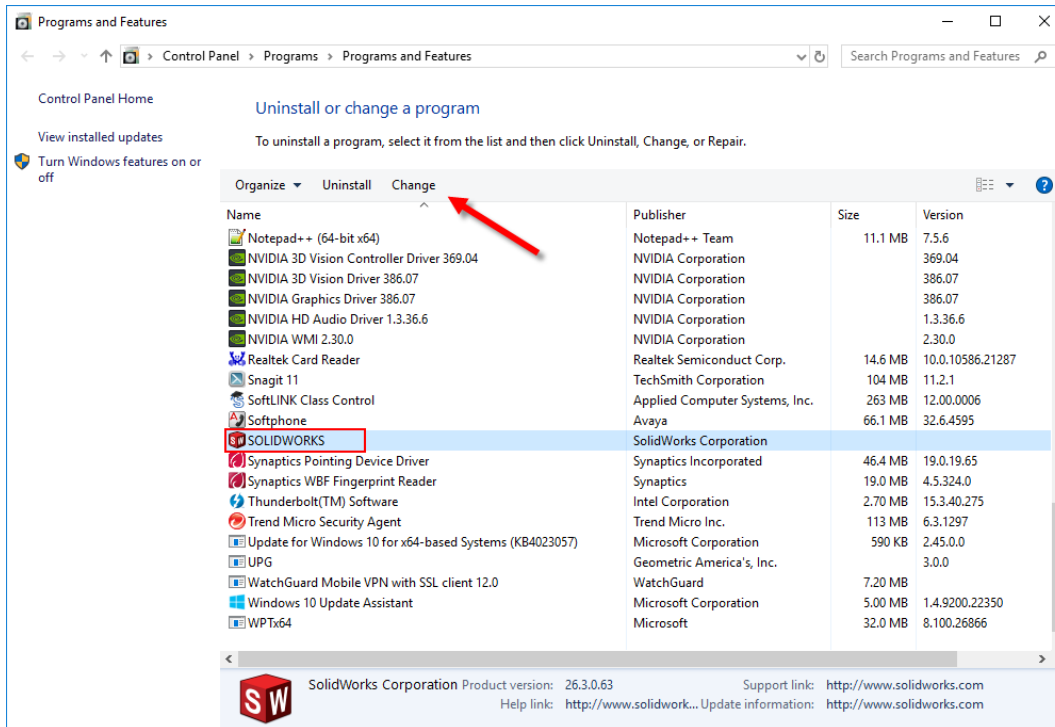 Programs and Features
Control Panel > Programs > Programs and Features Search Programs and Features
Control Panel Home
View installed updates
Turn Windows features on or
off
Uninstall or change a program
To uninstall a program, select it from the list and then click Uninstall, Change, or Repair.
Organize Uninstall Change
Name Publisher Size Version
Notepad++ (64-bit x64) Notepad++ Team 11.1 MB 7.5.6
NVIDIA 3D Vision Controller Driver 369.04 NVIDIA Corporation 369.04
NVIDIA 3D Vision Driver 386.07 NVIDIA Corporation 386.07
NVIDIA Graphics Driver 386.07 NVIDIA Corporation 386.07
NVIDIA HD Audio Driver 1.3.36.6 NVIDIA Corporation 1.3.36.6
NVIDIA WMI 2.30.0 NVIDIA Corporation 2.30.0
Realtek Card Reader Realtek Semiconduct Corp. 14.6 MB 10.0.10586.21287
Snagit 11 TechSmith Corporation 104 MB 11.2.1
SoftLINK Class Control Applied Computer Systems, Inc. 263 MB 12.00.0006
Softphone Avaya 66.1 MB 32.6.4595
SOLIDWORKS SolidWorks Corporation
Synaptics Pointing Device Driver Synaptics Incorporated 46.4 MB 19.0.19.65
Synaptics WBF Fingerprint Reader Synaptics 19.0 MB 4.5.324.0
Thunderbolt(TM) Software Intel Corporation 2.70 MB 15.3.40.275
Trend Micro Security Agent Trend Micro Inc. 113 MB 6.3.1297
Update for Windows 10 for x64-based Systems (KB4023057) Microsoft Corporation 590 KB 2.45.0.0
UPG Geometric America's, Inc. 3.0.0
WatchGuard Mobile VPN with SSL client 12.0 WatchGuard 7.20 MB
Windows 10 Update Assistant Microsoft Corporation 5.00 MB 1.4.9200.22350
WPTx64 Microsoft 32.0 MB 8.100.26866
SW
SolidWorks Corporation Product version: 26.3.0.63 Support link: http://www.solidworks.com
Help link: http://www.solidwork... Update information: http://www.solidworks.com